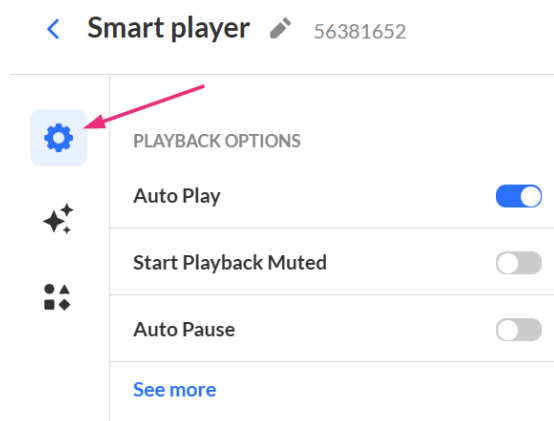 Smart player 56381652
PLAYBACK OPTIONS
Auto Play
Start Playback Muted
Auto Pause
See more